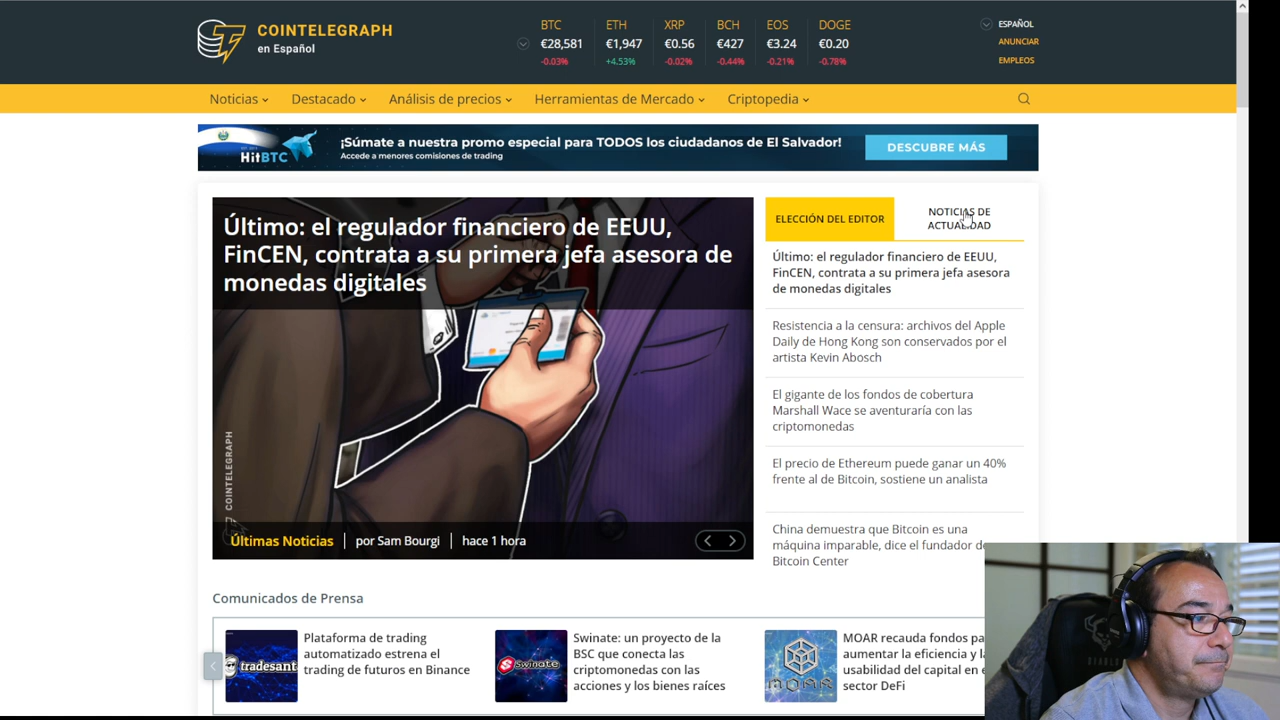 COINTELEGRAPH
en Español
BTC
€28,581
-0.03%
ETH
€1,947
+4.53%
XRP
€0.56
-0.02%
BCH
€427
-0.44%
EOS
€3.24
-0.21%
DOGE
€0.20
-0.78%
ESPAÑOL
ANUNCIAR
EMPLEOS
Noticias
Destacado
Análisis de precios
Herramientas de Mercado
Criptopedia
HitBTC
¡Súmate a nuestra promo especial para TODOS los ciudadanos de El Salvador!
Accede a menores comisiones de trading
DESCUBRE MÁS
Último: el regulador financiero de EEUU,
FinCEN, contrata a su primera jefa asesora de
monedas digitales
COINTELEGRAPH
Últimas Noticias
por Sam Bourgi
hace 1 hora
ELECCIÓN DEL EDITOR
NOTICIAS DE
ACTUALIDAD
Último: el regulador financiero de EEUU,
FinCEN, contrata a su primera jefa asesora
de monedas digitales
Resistencia a la censura: archivos del Apple
Daily de Hong Kong son conservados por el
artista Kevin Abosch
El gigante de los fondos de cobertura
Marshall Wace se aventuraría con las
criptomonedas
El precio de Ethereum puede ganar un 40%
frente al de Bitcoin, sostiene un analista
China demuestra que Bitcoin es una
máquina imparable, dice el fundador de
Bitcoin Center
Comunicados de Prensa
tradesant
Plataforma de trading
automatizado estrena el
trading de futuros en Binance
Swinate
Swinate: un proyecto de la
BSC que conecta las
criptomonedas con las
acciones y los bienes raíces
MOAR
MOAR recauda fondos
aumentar la eficiencia y
usabilidad del capital en
sector DeFi
DIABLO